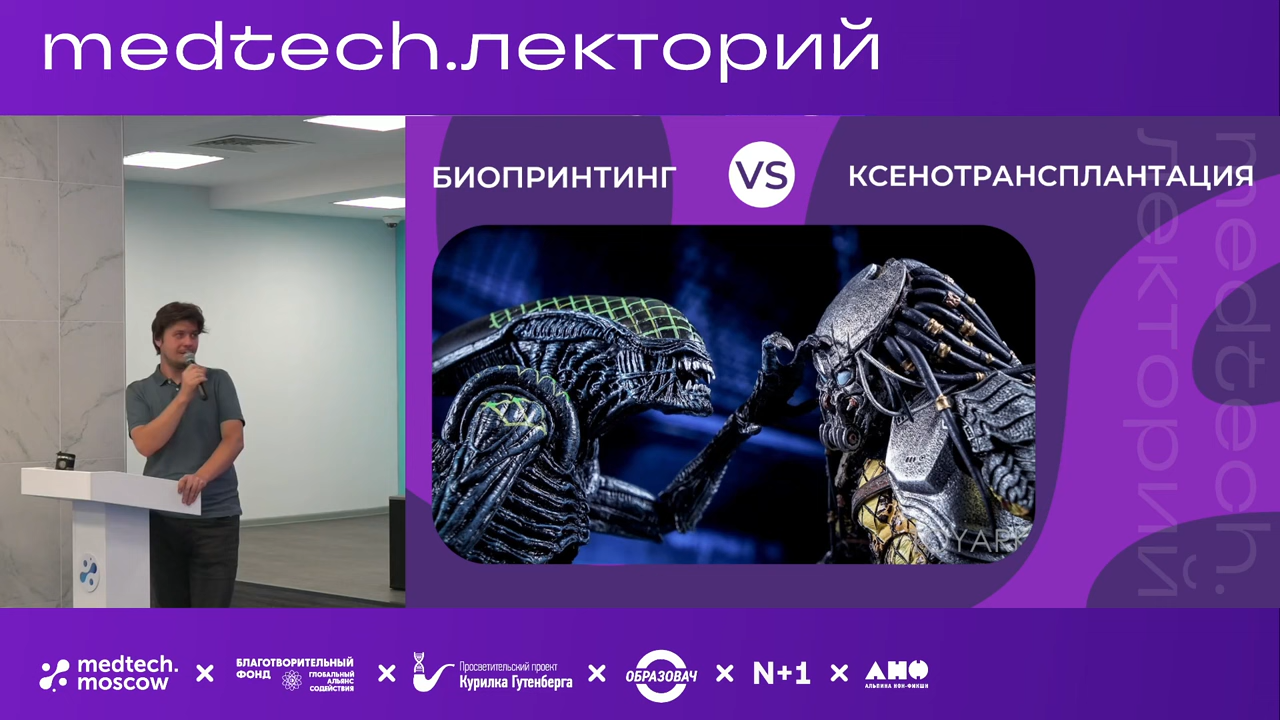 medtech.лекторий
БИОПРИНТИНГ VS КСЕНОТРАНСПЛАНТАЦИЯ
medtech.
лекторий
YARK
medtech.
moscow
БЛАГОТВОРИТЕЛЬНЫЙ
ФОНД
ГЛОБАЛЬНЫЙ
АЛЬЯНС
СОДЕЙСТВИЯ
Просветительский проект
Курилка Гутенберга
ОБРАЗОВАЧ
N+1
АНФ
АЛЬПИНА НОН-ФИКШН